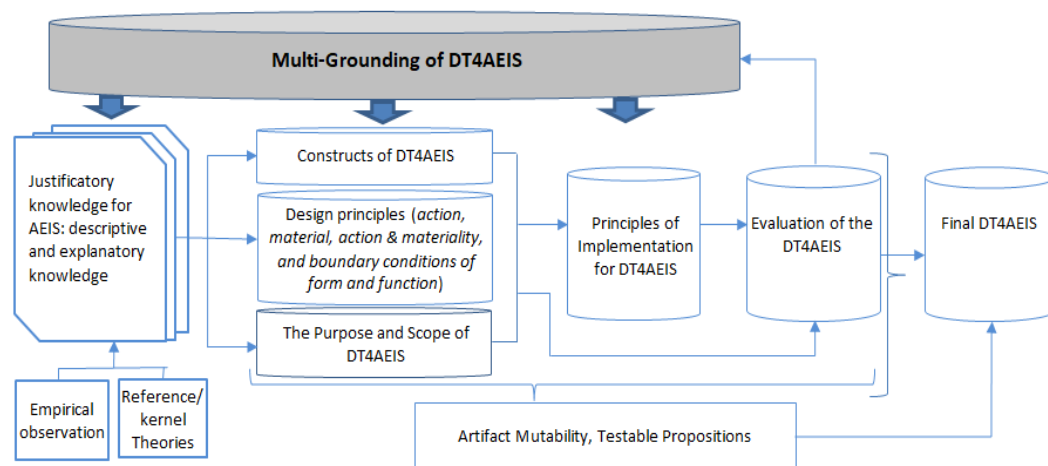 Multi-Grounding of DT4AEIS
Justificatory
knowledge for
AEIS: descriptive
and explanatory
knowledge
Empirical
observation
Reference/
kernel
Theories
Constructs of DT4AEIS
Design principles (action,
material, action & materiality,
and boundary conditions of
form and function)
The Purpose and Scope of
DT4AEIS
Principles of
Implementation
for DT4AEIS
Evaluation of the
DT4AEIS
Final DT4AEIS
Artifact Mutability, Testable Propositions